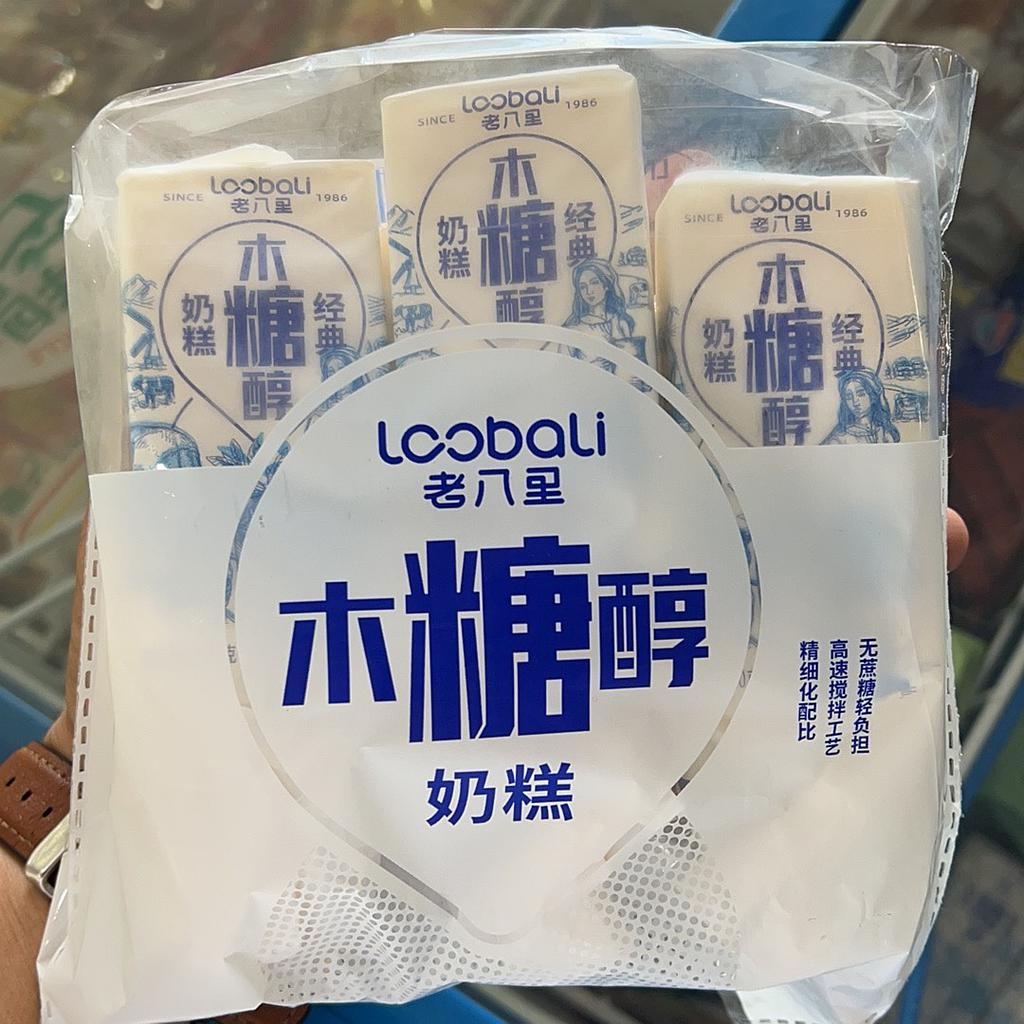 SINCE loobali 1986
老八里
木糖醇
奶糕
经典
SINCE loobali 1986
老八里
木糖醇
奶糕
经典
SINCE loobali 1986
老八里
木糖醇
奶糕
经典
loobali
老八里
木糖醇
奶糕
无蔗糖轻负担
高速搅拌工艺
精细化配比
克